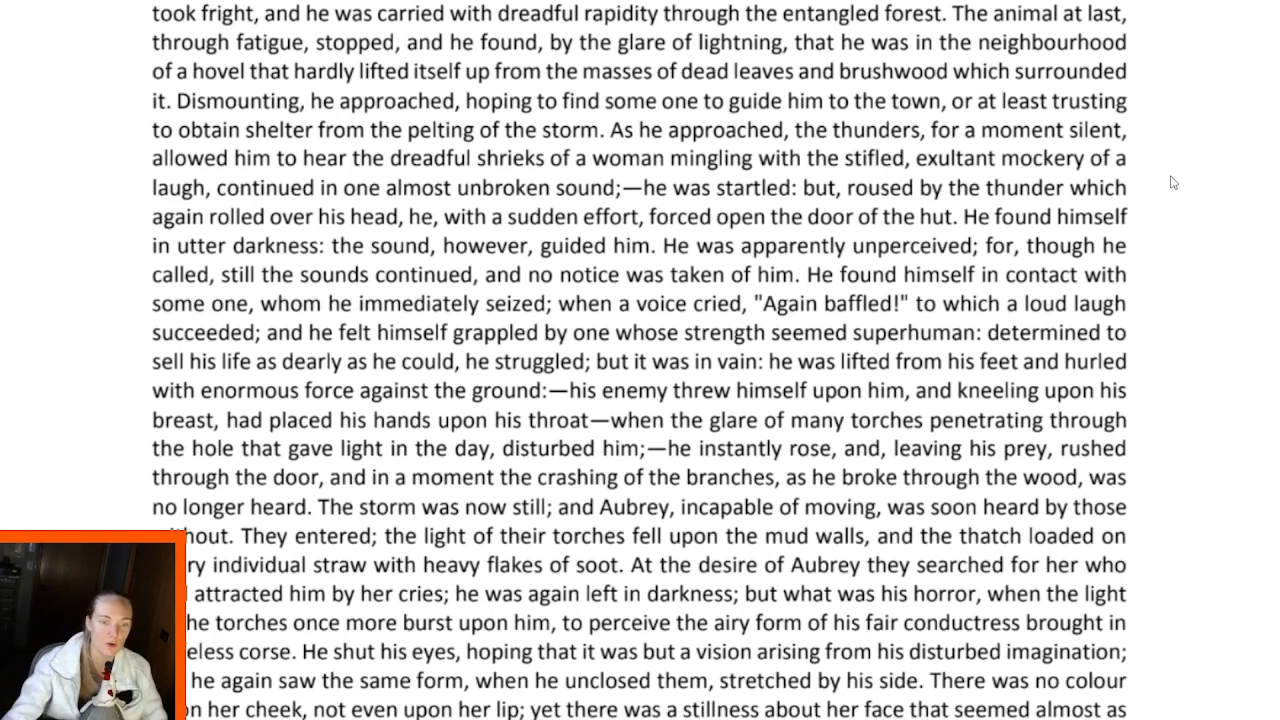 took fright, and he was carried with dreadful rapidity through the entangled forest. The animal at last,
through fatigue, stopped, and he found, by the glare of lightning, that he was in the neighbourhood
of a hovel that hardly lifted itself up from the masses of dead leaves and brushwood which surrounded
it. Dismounting, he approached, hoping to find some one to guide him to the town, or at least trusting
to obtain shelter from the pelting of the storm. As he approached, the thunders, for a moment silent,
allowed him to hear the dreadful shrieks of a woman mingling with the stifled, exultant mockery of a
laugh, continued in one almost unbroken sound;—he was startled: but, roused by the thunder which
again rolled over his head, he, with a sudden effort, forced open the door of the hut. He found himself
in utter darkness: the sound, however, guided him. He was apparently unperceived; for, though he
called, still the sounds continued, and no notice was taken of him. He found himself in contact with
some one, whom he immediately seized; when a voice cried, "Again baffled!" to which a loud laugh
succeeded; and he felt himself grappled by one whose strength seemed superhuman: determined to
sell his life as dearly as he could, he struggled; but it was in vain: he was lifted from his feet and hurled
with enormous force against the ground:—his enemy threw himself upon him, and kneeling upon his
breast, had placed his hands upon his throat—when the glare of many torches penetrating through
the hole that gave light in the day, disturbed him;—he instantly rose, and, leaving his prey, rushed
through the door, and in a moment the crashing of the branches, as he broke through the wood, was
no longer heard. The storm was now still; and Aubrey, incapable of moving, was soon heard by those
They entered; the light of their torches fell upon the mud walls, and the thatch loaded on
individual straw with heavy flakes of soot. At the desire of Aubrey they searched for her who
attracted him by her cries; he was again left in darkness; but what was his horror, when the light
he torches once more burst upon him, to perceive the airy form of his fair conductress brought in
eless corse. He shut his eyes, hoping that it was but a vision arising from his disturbed imagination;
he again saw the same form, when he unclosed them, stretched by his side. There was no colour
n her cheek, not even upon her lip; yet there was a stillness about her face that seemed almost as